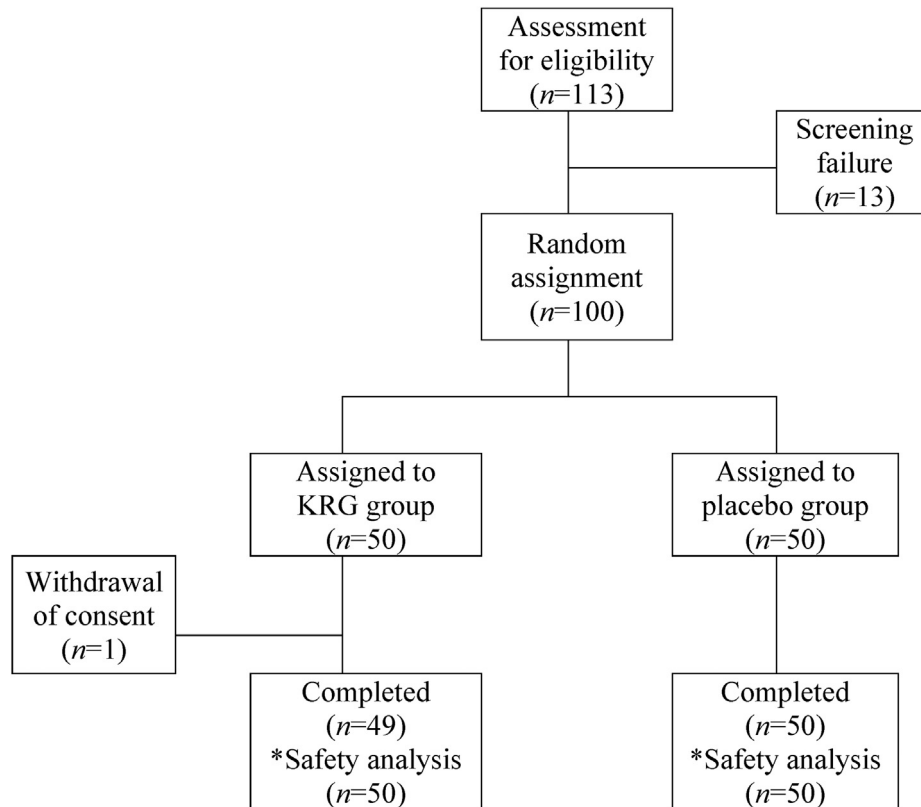 Assessment
for eligibility
(n=113)
Screening
failure
(n=13)
Random
assignment
(n=100)
Assigned to
KRG group
(n=50)
Assigned to
placebo group
(n=50)
Withdrawal
of consent
(n=1)
Completed
(n=49)
*Safety analysis
(n=50)
Completed
(n=50)
*Safety analysis
(n=50)